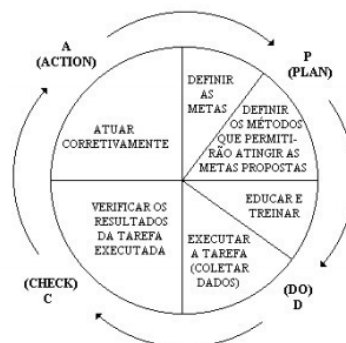 A
(ACTION)
P
(PLAN)
DEFINIR
AS
METAS
DEFINIR
OS MÉTODOS
QUE PERMITI-
RÃO ATINGIR AS
METAS PROPOSTAS
ATUAR
CORRETIVAMENTE
EDUCAR E
TREINAR
VERIFICAR OS
RESULTADOS
DA TAREFA
EXECUTADA
EXECUTAR
A TAREFA
(COLETAR
DADOS)
(CHECK)
C
(DO)
D